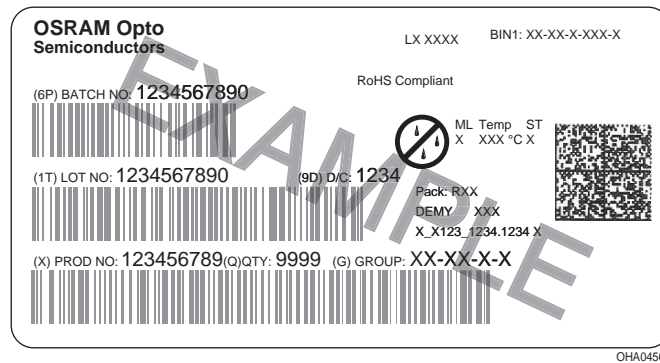 OSRAM Opto
Semiconductors
LX XXXX
BIN1: XX-XX-X-XXX-X
RoHS Compliant
(6P) BATCH NO: 1234567890
ML Temp ST
X XXX °C X
(1T) LOT NO: 1234567890 (9D) D/C: 1234
Pack: RXX
DEMY XXX
X_X123_1234.1234 X
(X) PROD NO: 123456789(Q)QTY: 9999 (G) GROUP: XX-XX-X-X
EXAMPLE